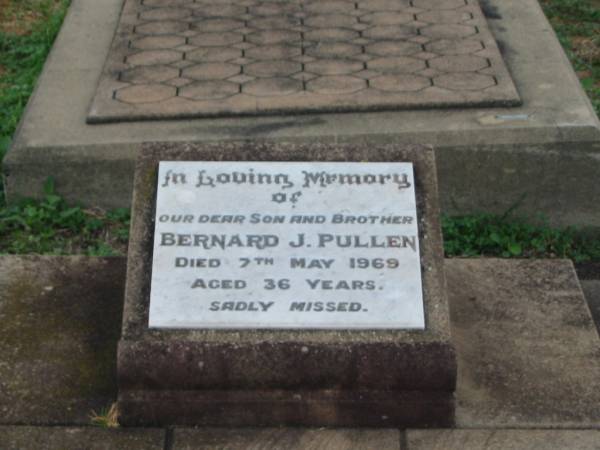 In Loving Memory
of
OUR DEAR SON AND BROTHER
BERNARD J. PULLEN
DIED 7TH MAY 1969
AGED 36 YEARS.
SADLY MISSED.